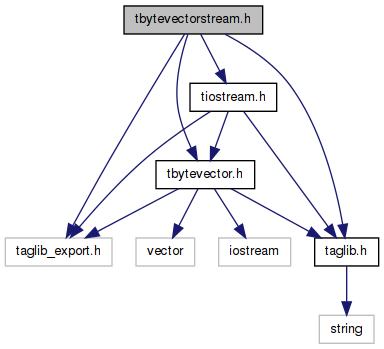 tbytevectorstream.h
tiostream.h
tbytevector.h
taglib_export.h
vector
iostream
taglib.h
string